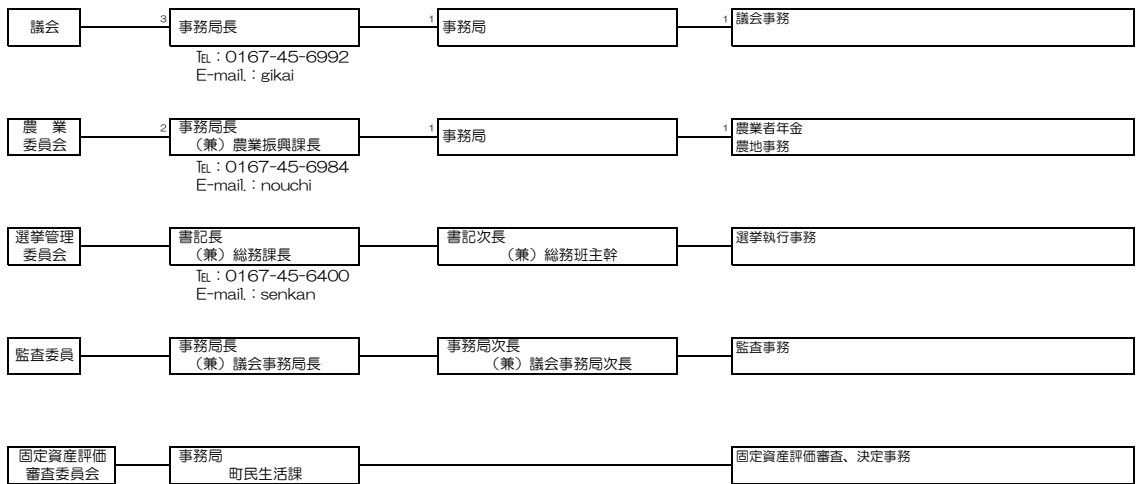 議会
3
事務局長
1
事務局
1
議会事務
℡:0167-45-6992
E-mail.:gikai
農　業
委員会
2
事務局長
(兼)農業振興課長
1
事務局
1
農業者年金
農地事務
℡:0167-45-6984
E-mail.:nouchi
選挙管理
委員会
書記長
(兼)総務課長
書記次長
(兼)総務班主幹
選挙執行事務
℡:0167-45-6400
E-mail.:senkan
監査委員
事務局長
(兼)議会事務局長
事務局次長
(兼)議会事務局次長
監査事務
固定資産評価
審査委員会
事務局
町民生活課
固定資産評価審査、決定事務